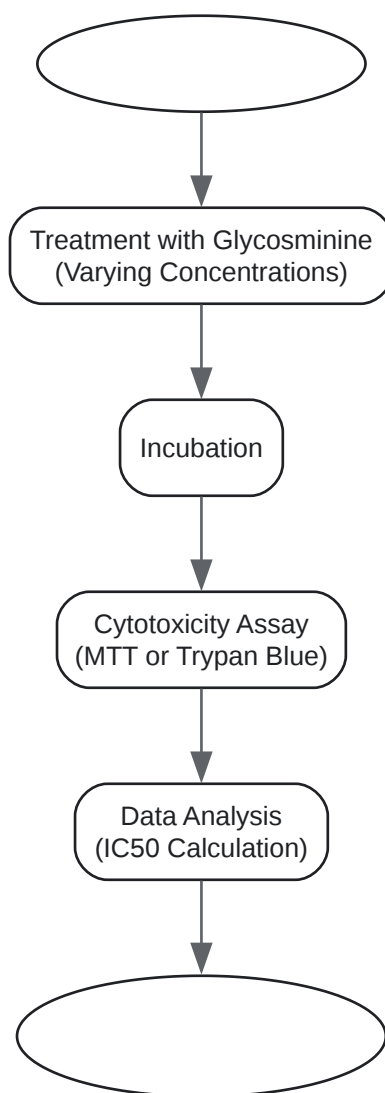 Treatment with Glycosminine
(Varying Concentrations)
Incubation
Cytotoxicity Assay
(MTT or Trypan Blue)
Data Analysis
(IC50 Calculation)